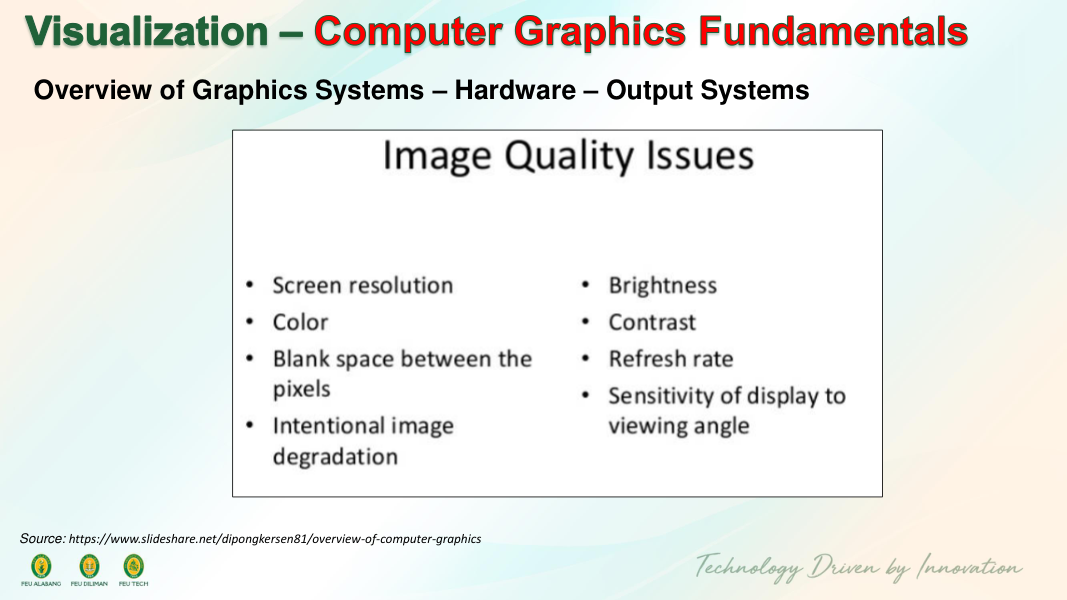 Visualization – Computer Graphics Fundamentals
Overview of Graphics Systems – Hardware – Output Systems
Image Quality Issues
• Screen resolution
• Color
• Blank space between the
pixels
• Intentional image
degradation
• Brightness
• Contrast
• Refresh rate
• Sensitivity of display to
viewing angle
Source: https://www.slideshare.net/dipongkersen81/overview-of-computer-graphics
FEU ALABANG FEU DILIMAN FEU TECH
Technology Driven by Innovation